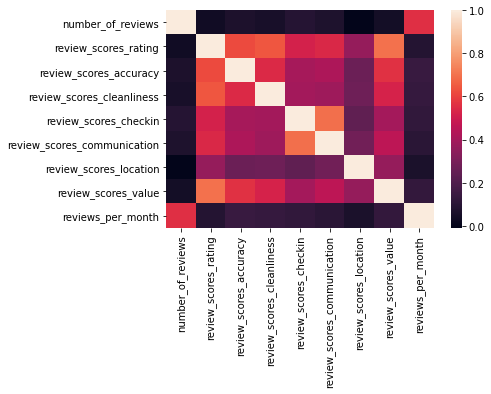 number_of_reviews
review_scores_rating
review_scores_accuracy
review_scores_cleanliness
review_scores_checkin
review_scores_communication
review_scores_location
review_scores_value
reviews_per_month
number_of_reviews
review_scores_rating
review_scores_accuracy
review_scores_cleanliness
review_scores_checkin
review_scores_communication
review_scores_location
review_scores_value
reviews_per_month
1.0
0.8
0.6
0.4
0.2
0.0